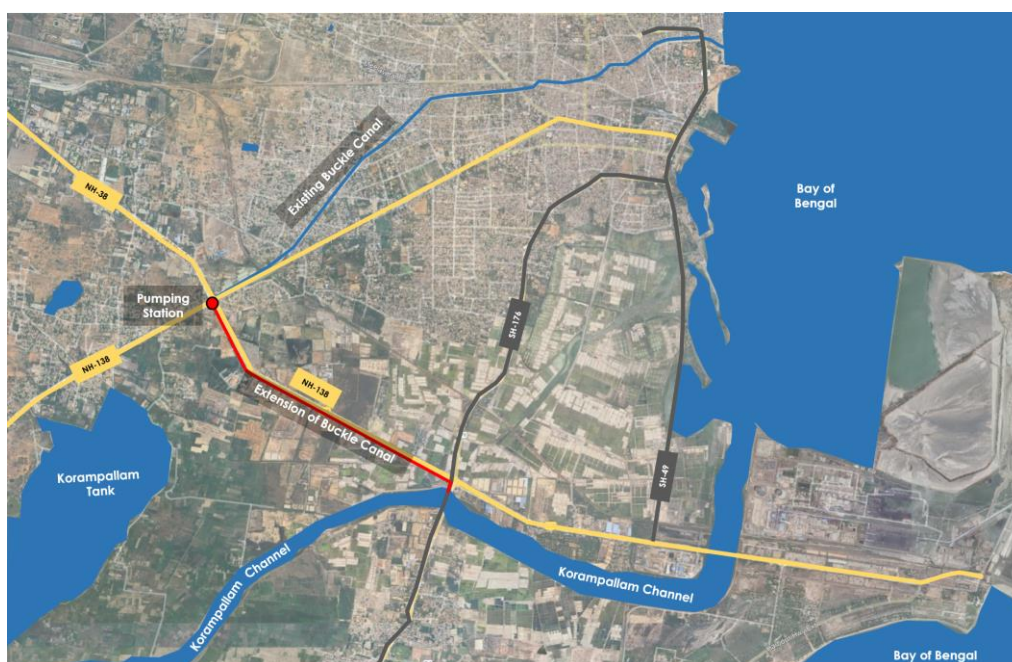 Existing Buckle Canal
Bay of
Bengal
NH-38
Pumping
Station
SH-176
NH-138
NH-138
Extension of Buckle Canal
Korampallam
Tank
SH-49
Korampallam Channel
Korampallam Channel
Bay of Bengal